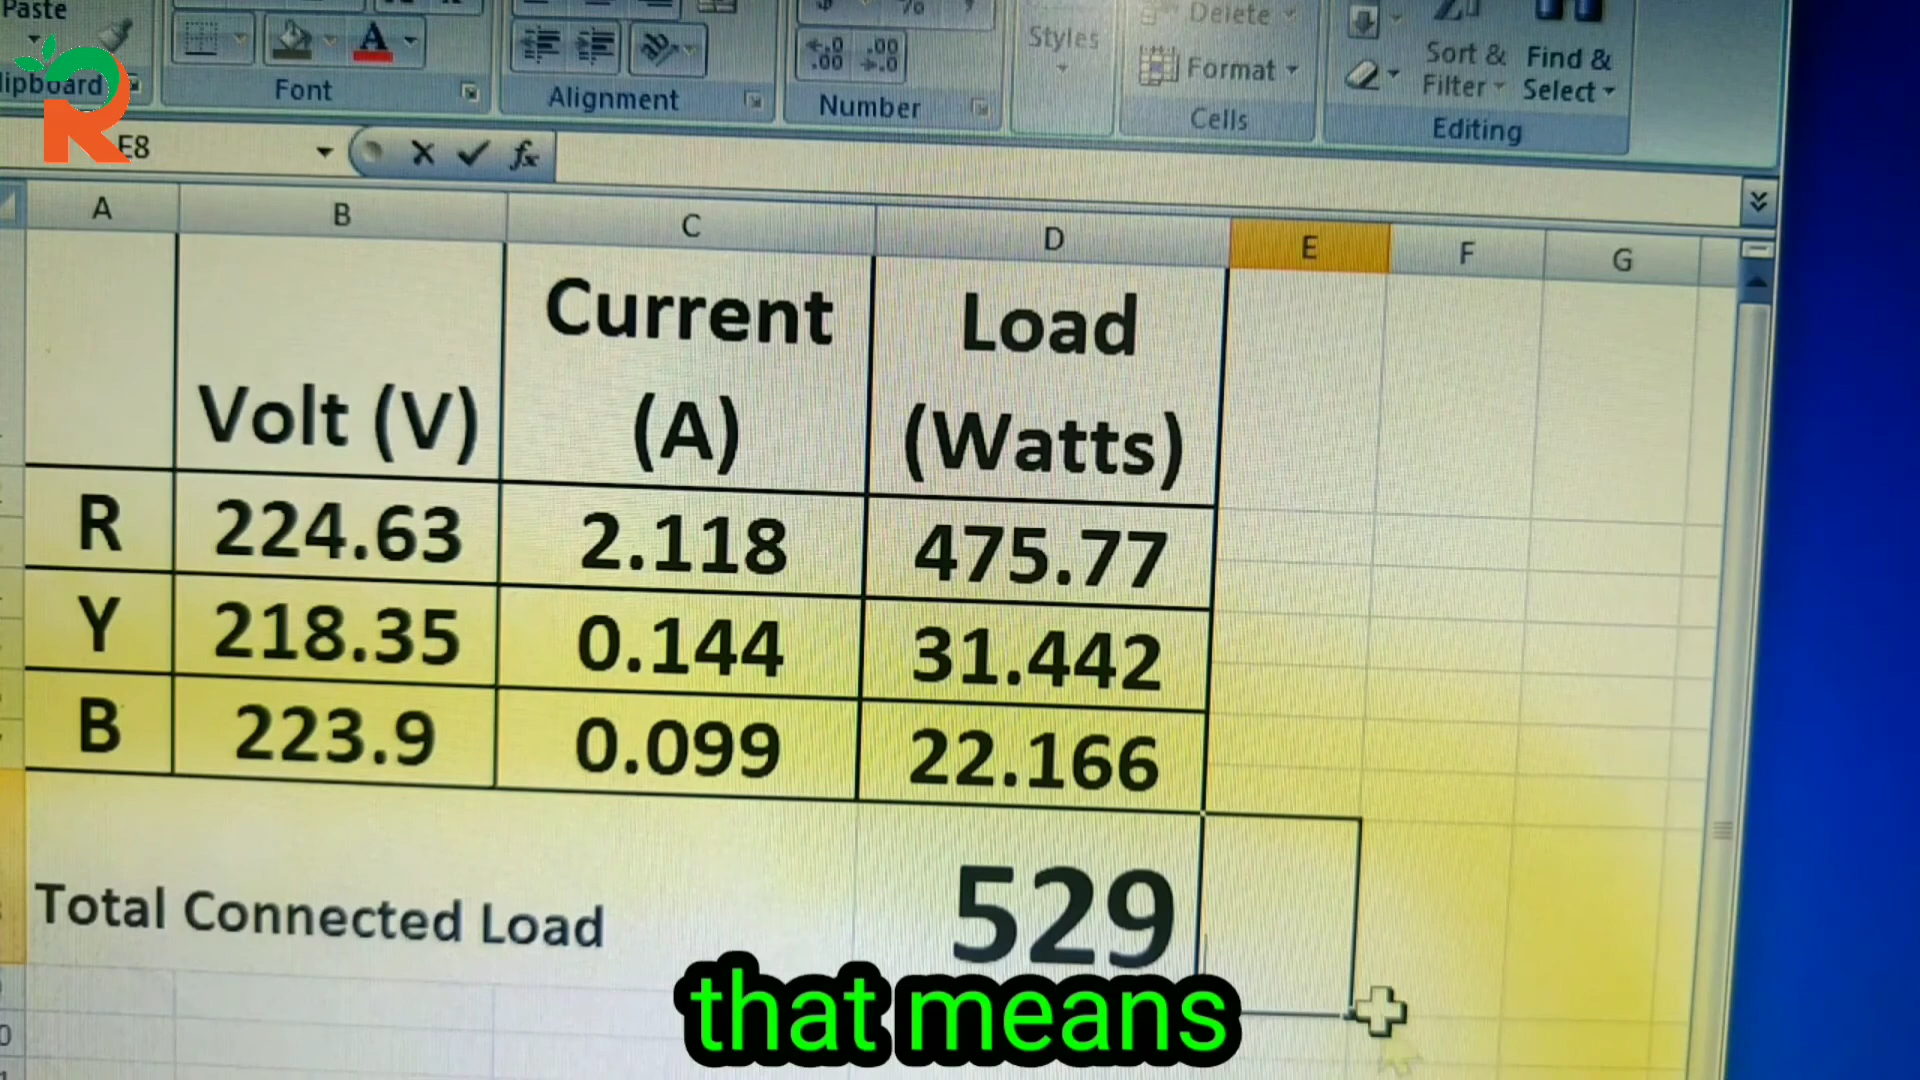 Paste
Delete
Styles
Sort & Find &
Format
Filter Select
lipboard Font Alignment Number Cells Editing
E8 fx
A B C D E F G
Volt (V) Current (A) Load (Watts)
R 224.63 2.118 475.77
Y 218.35 0.144 31.442
B 223.9 0.099 22.166
Total Connected Load 529
that means